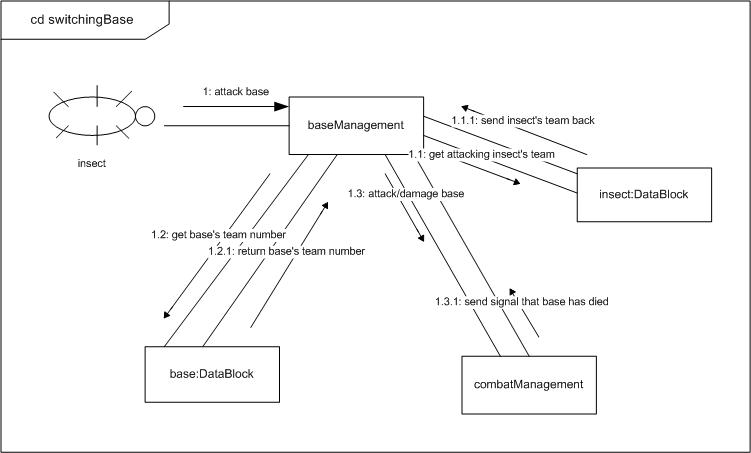 cd switchingBase
1: attack base
baseManagement
insect
1.1.1: send insect's team back
1.1: get attacking insect's team
insect:DataBlock
1.3: attack/damage base
1.2: get base's team number
1.2.1: return base's team number
1.3.1: send signal that base has died
base:DataBlock
combatManagement